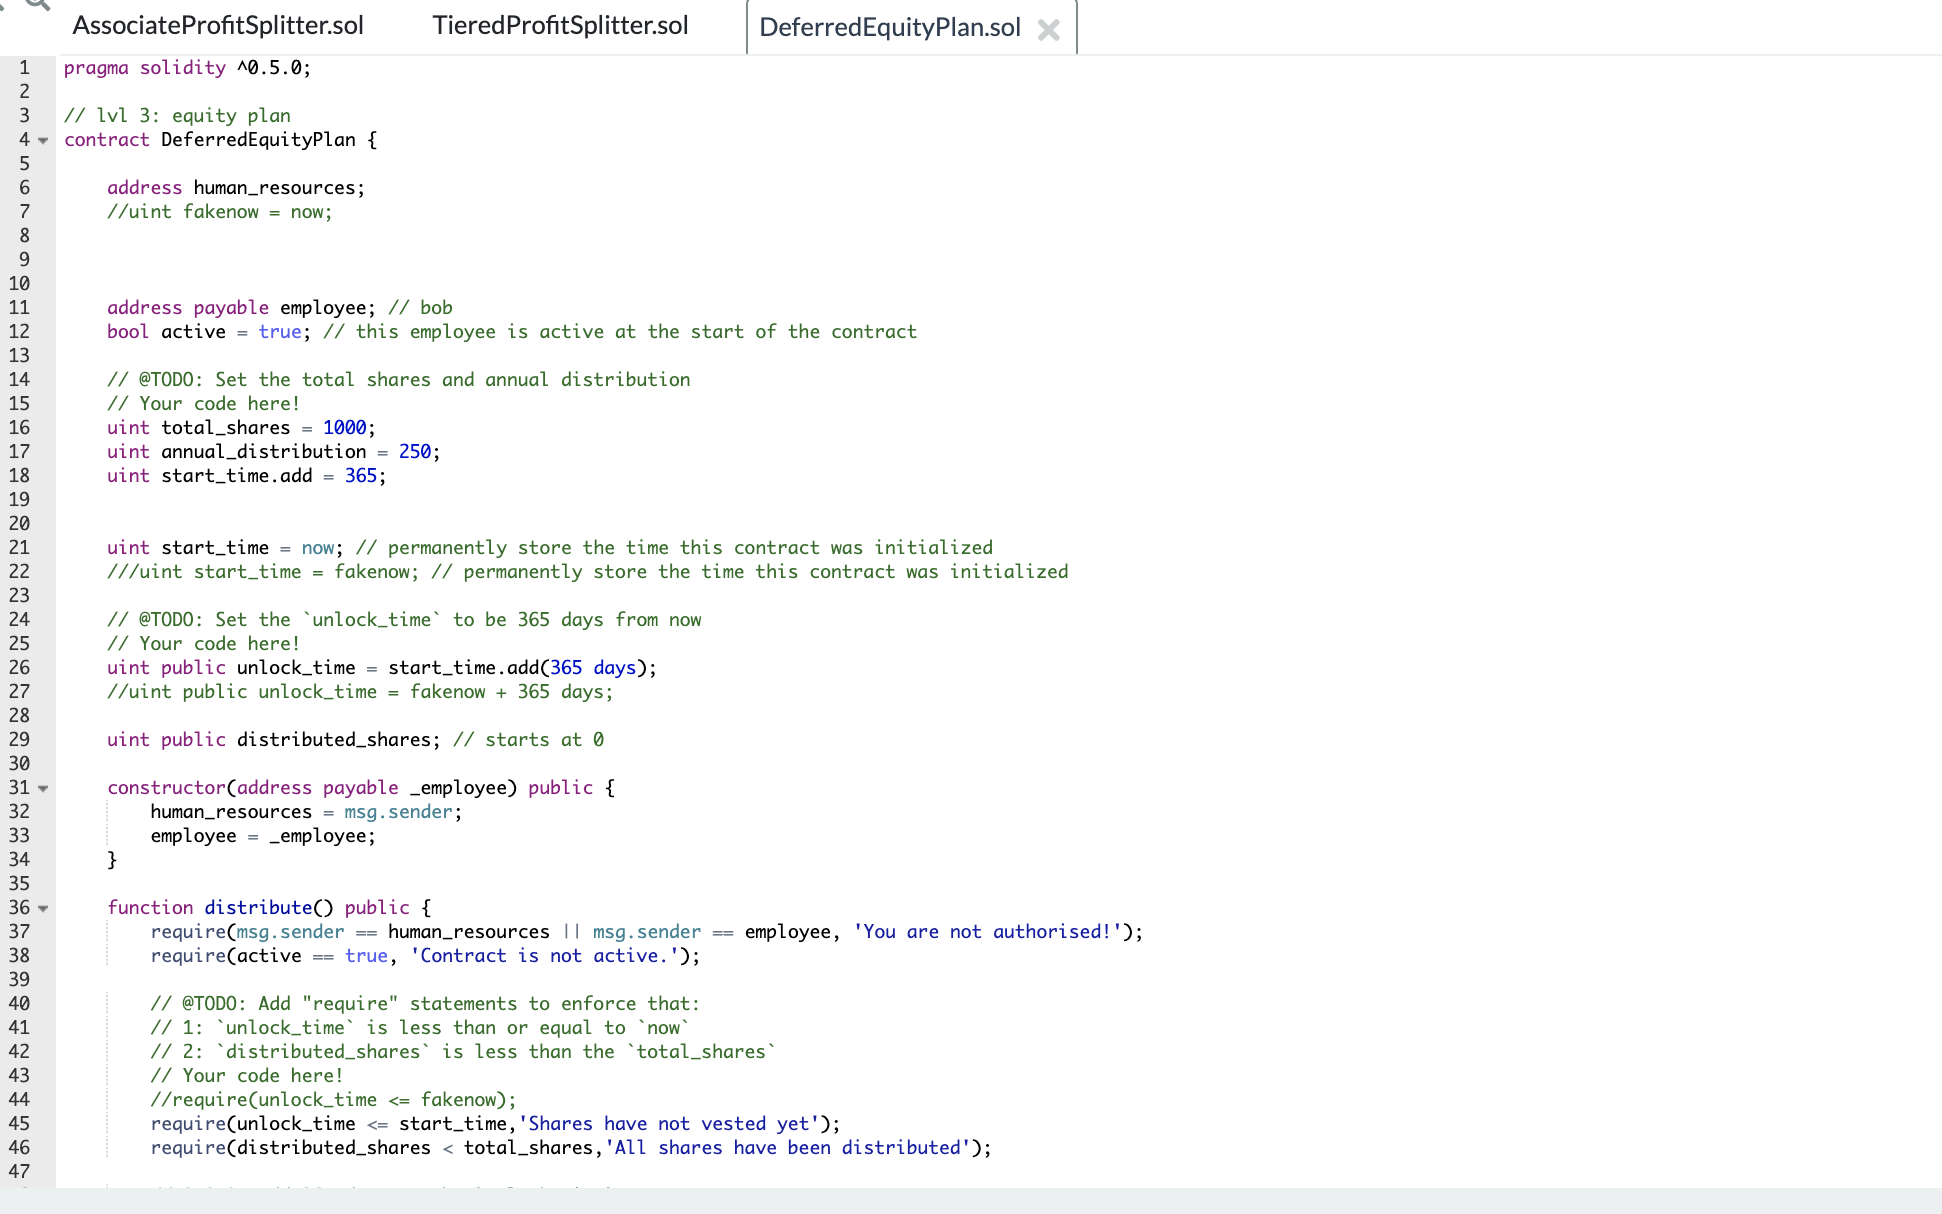 AssociateProfitSplitter.sol TieredProfitSplitter.sol DeferredEquityPlan.sol
1 pragma solidity ^0.5.0;
2
3 // lvl 3: equity plan
4 contract DeferredEquityPlan {
5
6 address human_resources;
7 //uint fakenow = now;
8
9
10
11 address payable employee; // bob
12 bool active = true; // this employee is active at the start of the contract
13
14 // @TODO: Set the total shares and annual distribution
15 // Your code here!
16 uint total_shares = 1000;
17 uint annual_distribution = 250;
18 uint start_time.add = 365;
19
20
21 uint start_time = now; // permanently store the time this contract was initialized
22 ///uint start_time = fakenow; // permanently store the time this contract was initialized
23
24 // @TODO: Set the `unlock_time` to be 365 days from now
25 // Your code here!
26 uint public unlock_time = start_time.add(365 days);
27 //uint public unlock_time = fakenow + 365 days;
28
29 uint public distributed_shares; // starts at 0
30
31 constructor(address payable _employee) public {
32 human_resources = msg.sender;
33 employee = _employee;
34 }
35
36 function distribute() public {
37 require(msg.sender == human_resources || msg.sender == employee, 'You are not authorised!');
38 require(active == true, 'Contract is not active.');
39
40 // @TODO: Add "require" statements to enforce that:
41 // 1: `unlock_time` is less than or equal to `now`
42 // 2: `distributed_shares` is less than the `total_shares`
43 // Your code here!
44 //require(unlock_time <= fakenow);
45 require(unlock_time <= start_time,'Shares have not vested yet');
46 require(distributed_shares < total_shares,'All shares have been distributed');
47